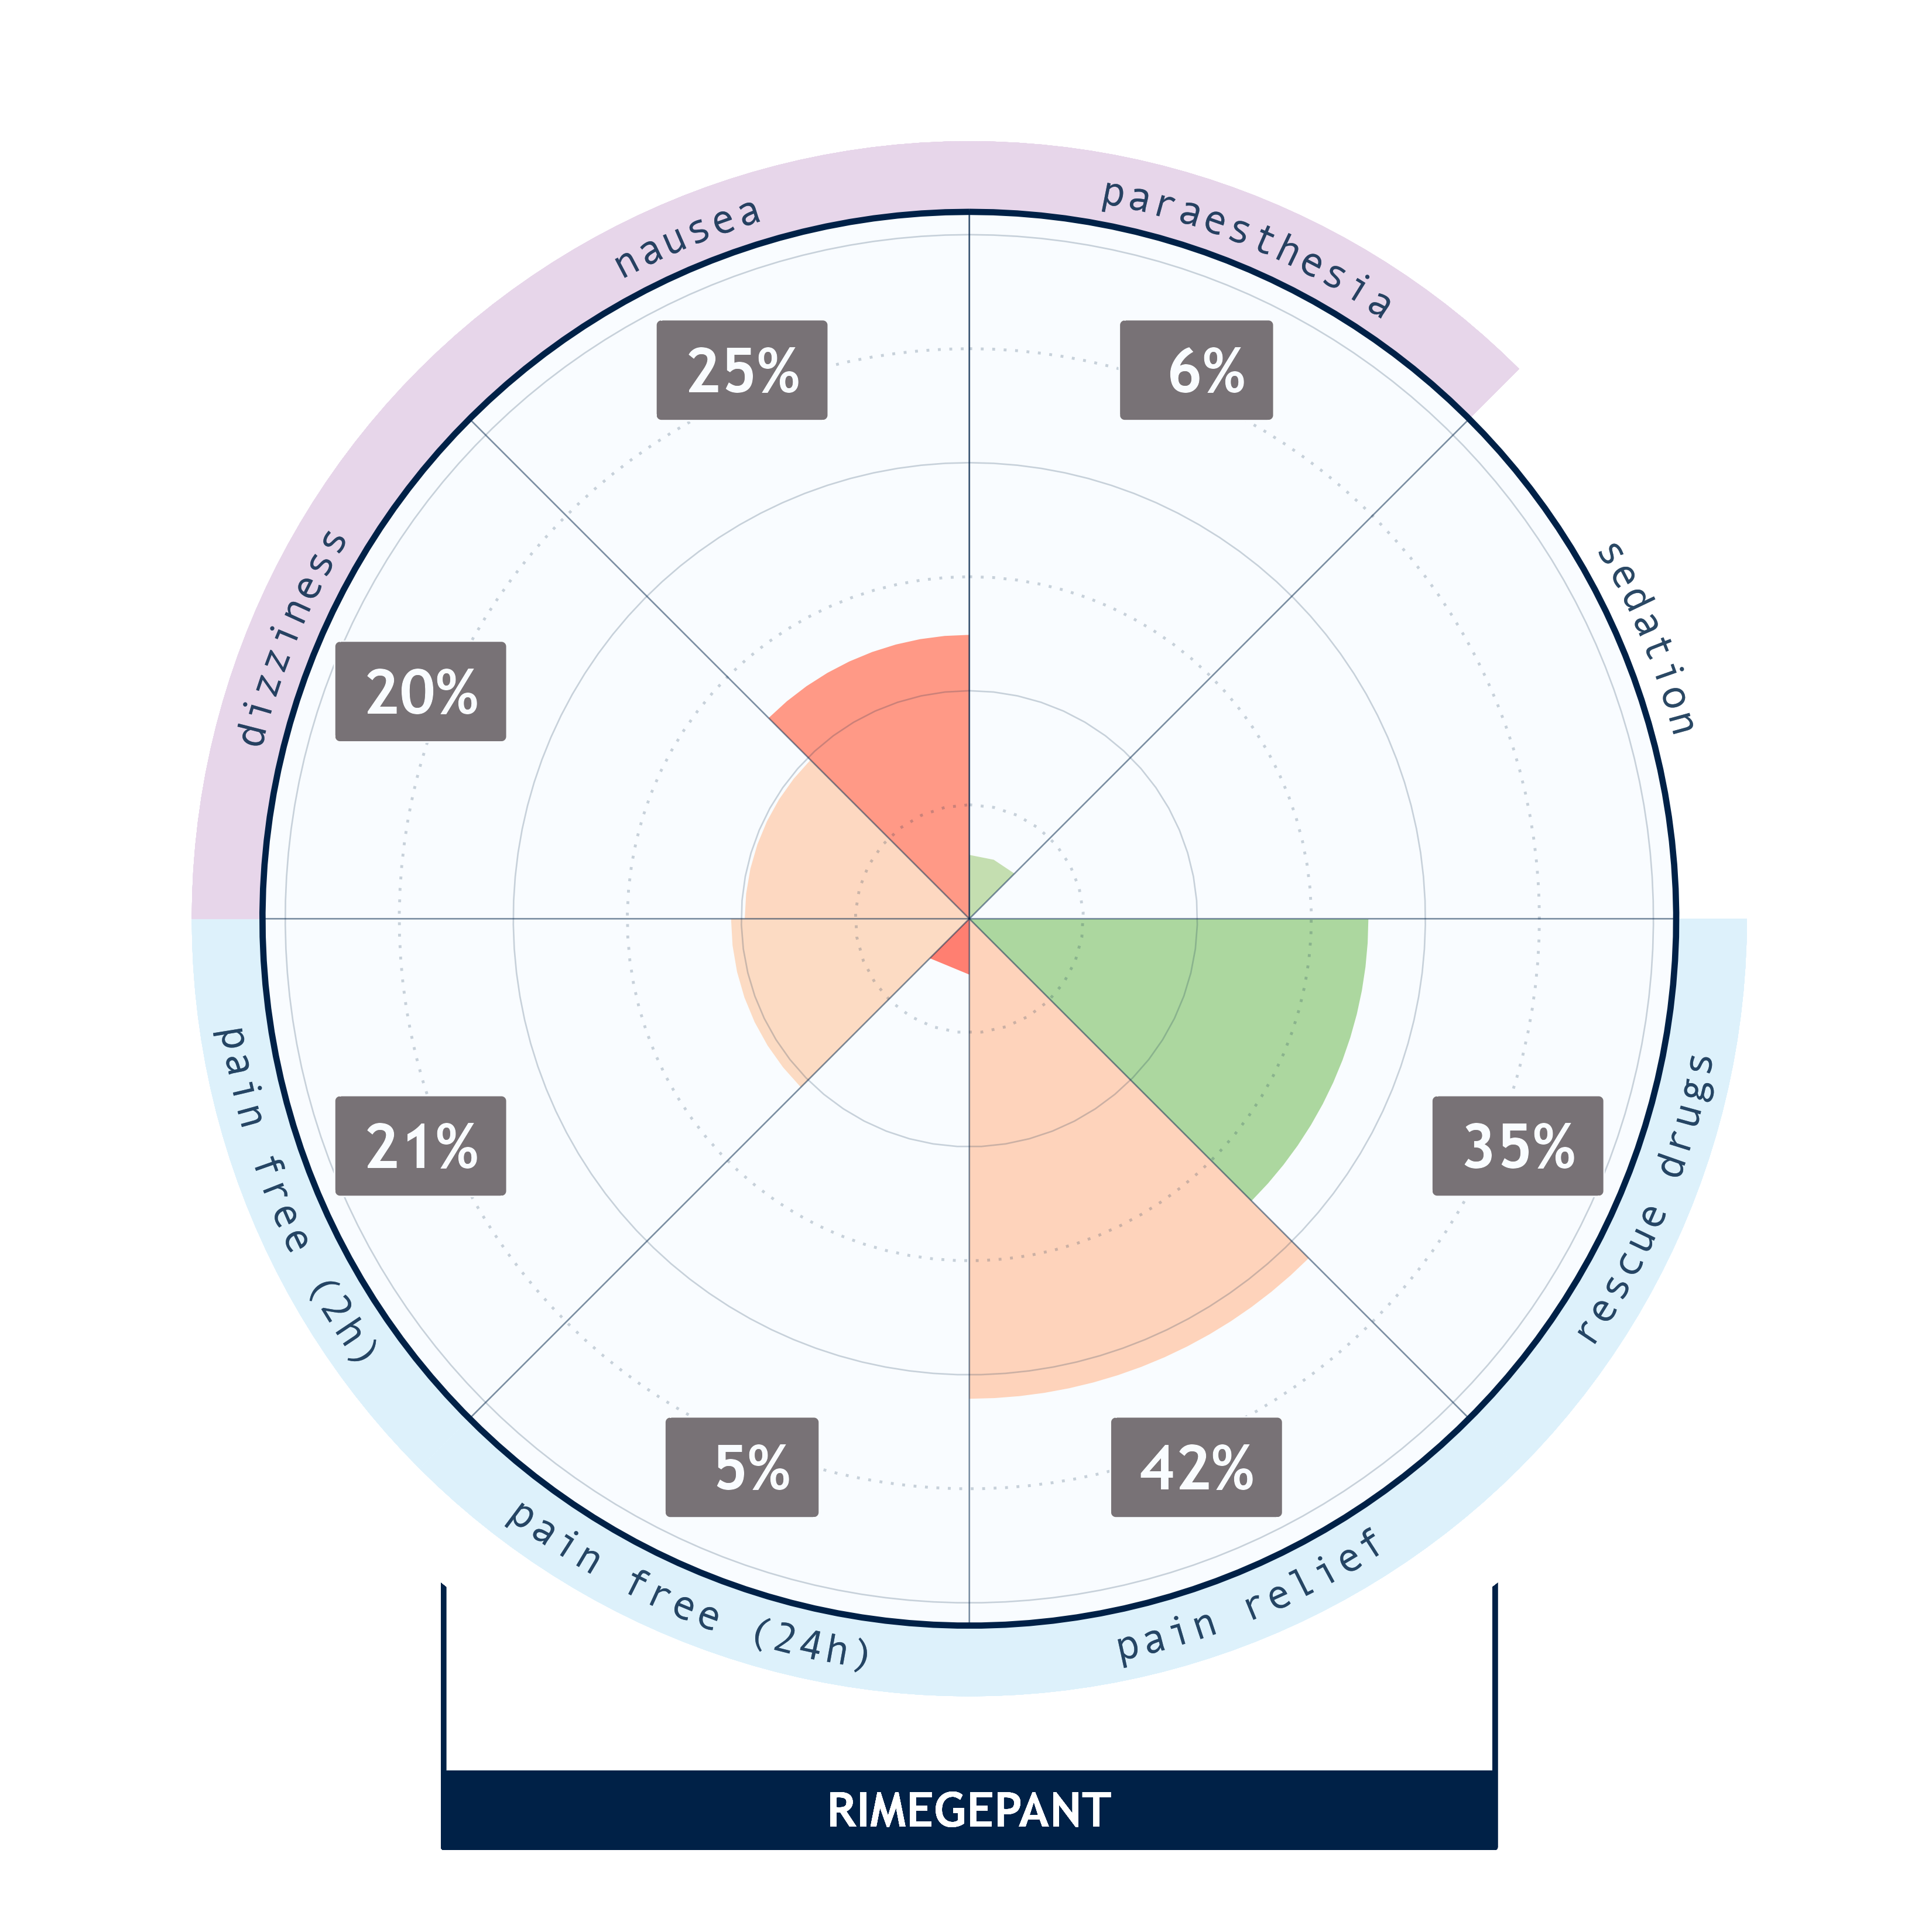 nausea
paraesthesia
25%
6%
dizziness
sedation
20%
pain free (2h)
rescue drugs
21%
35%
5%
42%
pain free (24h)
pain relief
RIMEGEPANT